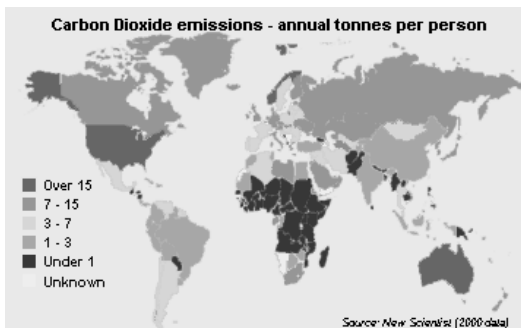 Carbon Dioxide emissions - annual tonnes per person
Over 15
7 - 15
3 - 7
1 - 3
Under 1
Unknown
Source: New Scientist (2000 data)